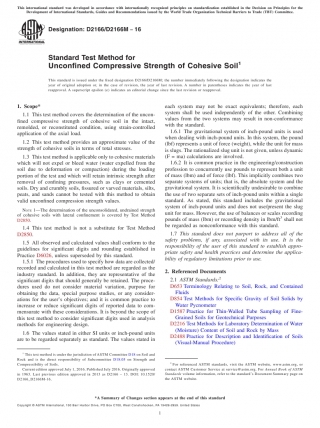 This international standard was developed in accordance with internationally recognized principles on standardization established in the Decision on Principles for the
Development of International Standards, Guides and Recommendations issued by the World Trade Organization Technical Barriers to Trade (TBT) Committee.
Designation: D2166/D2166M − 16
Standard Test Method for
Unconfined Compressive Strength of Cohesive Soil1
This standard is issued under the fixed designation D2166/D2166M; the number immediately following the designation indicates the
year of original adoption or, in the case of revision, the year of last revision. A number in parentheses indicates the year of last
reapproval. A superscript epsilon (ε) indicates an editorial change since the last revision or reapproval.
1. Scope*
1.1 This test method covers the determination of the unconfined
compressive strength of cohesive soil in the intact,
remolded, or reconstituted condition, using strain-controlled
application of the axial load.
1.2 This test method provides an approximate value of the
strength of cohesive soils in terms of total stresses.
1.3 This test method is applicable only to cohesive materials
which will not expel or bleed water (water expelled from the
soil due to deformation or compaction) during the loading
portion of the test and which will retain intrinsic strength after
removal of confining pressures, such as clays or cemented
soils. Dry and crumbly soils, fissured or varved materials, silts,
peats, and sands cannot be tested with this method to obtain
valid unconfined compression strength values.
NOTE 1—The determination of the unconsolidated, undrained strength
of cohesive soils with lateral confinement is covered by Test Method
D2850.
1.4 This test method is not a substitute for Test Method
D2850.
1.5 All observed and calculated values shall conform to the
guidelines for significant digits and rounding established in
Practice D6026, unless superseded by this standard.
1.5.1 The procedures used to specify how data are collected/
recorded and calculated in this test method are regarded as the
industry standard. In addition, they are representative of the
significant digits that should generally be retained. The procedures
used do not consider material variation, purpose for
obtaining the data, special purpose studies, or any considerations
for the user's objectives; and it is common practice to
increase or reduce significant digits of reported data to commensurate
with these considerations. It is beyond the scope of
this test method to consider significant digits used in analysis
methods for engineering design.
1.6 The values stated in either SI units or inch-pound units
are to be regarded separately as standard. The values stated in
1 This test method is under the jurisdiction of ASTM Committee D18 on Soil and
Rock and is the direct responsibility of Subcommittee D18.05 on Strength and
Compressibility of Soils.
Current edition approved July 1, 2016. Published July 2016. Originally approved
in 1963. Last previous edition approved in 2013 as D2166 – 13. DOI: 10.1520/
D2166_D2166M-16.
each system may not be exact equivalents; therefore, each
system shall be used independently of the other. Combining
values from the two systems may result in non-conformance
with the standard.
1.6.1 The gravitational system of inch-pound units is used
when dealing with inch-pound units. In this system, the pound
(lbf) represents a unit of force (weight), while the unit for mass
is slugs. The rationalized slug unit is not given, unless dynamic
(F = ma) calculations are involved.
1.6.2 It is common practice in the engineering/construction
profession to concurrently use pounds to represent both a unit
of mass (lbm) and of force (lbf). This implicitly combines two
separate systems of units; that is, the absolute system and the
gravitational system. It is scientifically undesirable to combine
the use of two separate sets of inch-pound units within a single
standard. As stated, this standard includes the gravitational
system of inch-pound units and does not use/present the slug
unit for mass. However, the use of balances or scales recording
pounds of mass (lbm) or recording density in lbm/ft3 shall not
be regarded as nonconformance with this standard.
1.7 This standard does not purport to address all of the
safety problems, if any, associated with its use. It is the
responsibility of the user of this standard to establish appropriate
safety and health practices and determine the applicability
of regulatory limitations prior to use.
2. Referenced Documents
2.1 ASTM Standards:2
D653 Terminology Relating to Soil, Rock, and Contained
Fluids
D854 Test Methods for Specific Gravity of Soil Solids by
Water Pycnometer
D1587 Practice for Thin-Walled Tube Sampling of Fine-
Grained Soils for Geotechnical Purposes
D2216 Test Methods for Laboratory Determination of Water
(Moisture) Content of Soil and Rock by Mass
D2488 Practice for Description and Identification of Soils
(Visual-Manual Procedure)
2 For referenced ASTM standards, visit the ASTM website, www.astm.org, or
contact ASTM Customer Service at service@astm.org. For Annual Book of ASTM
Standards volume information, refer to the standard's Document Summary page on
the ASTM website.
*A Summary of Changes section appears at the end of this standard
Copyright © ASTM International, 100 Barr Harbor Drive, PO Box C700, West Conshohocken, PA 19428-2959. United States
1